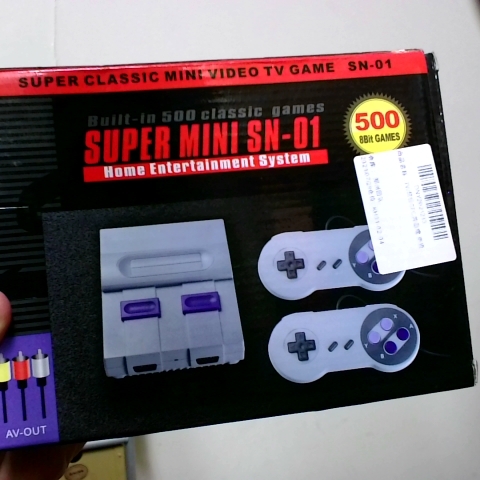 SUPER CLASSIC MINI VIDEO TV GAME SN-01
Built-in 500 classic games
SUPER MINI SN-01
Home Entertainment System
500
8Bit GAMES
AV-OUT